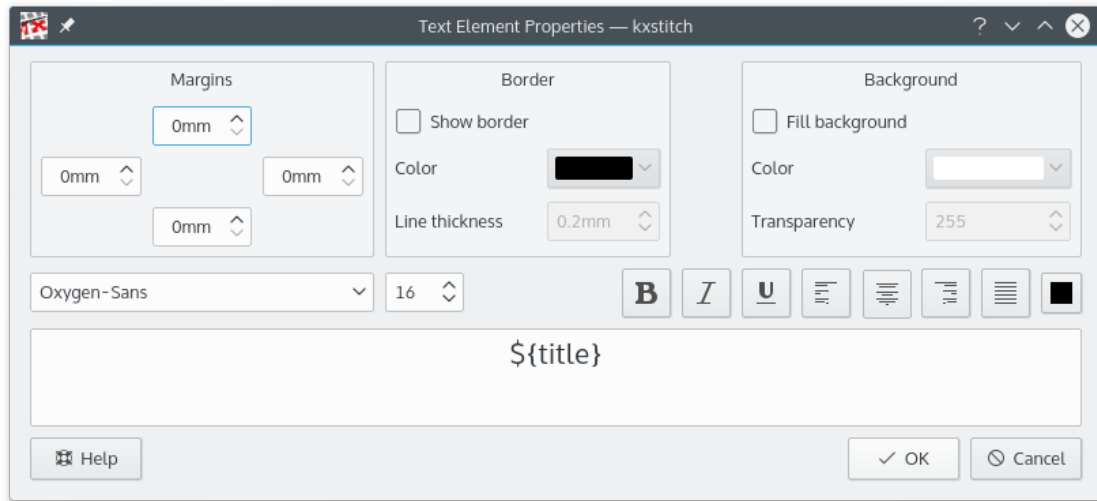 Text Element Properties — kxstitch
Margins
0mm
0mm
0mm
0mm
Border
Show border
Color
Line thickness
0.2mm
Background
Fill background
Color
Transparency
255
Oxygen-Sans
16
B
I
U
${title}
Help
OK
Cancel